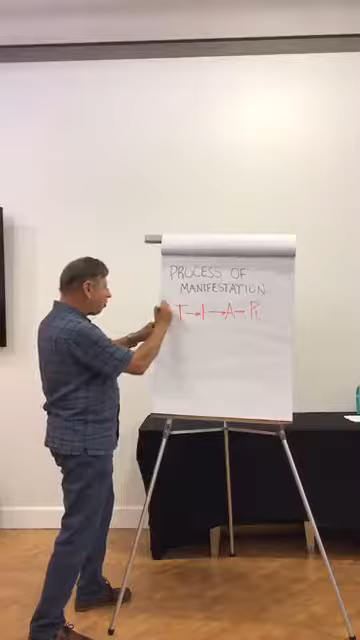 PROCESS OF
MANIFESTATION
T → F → A → R